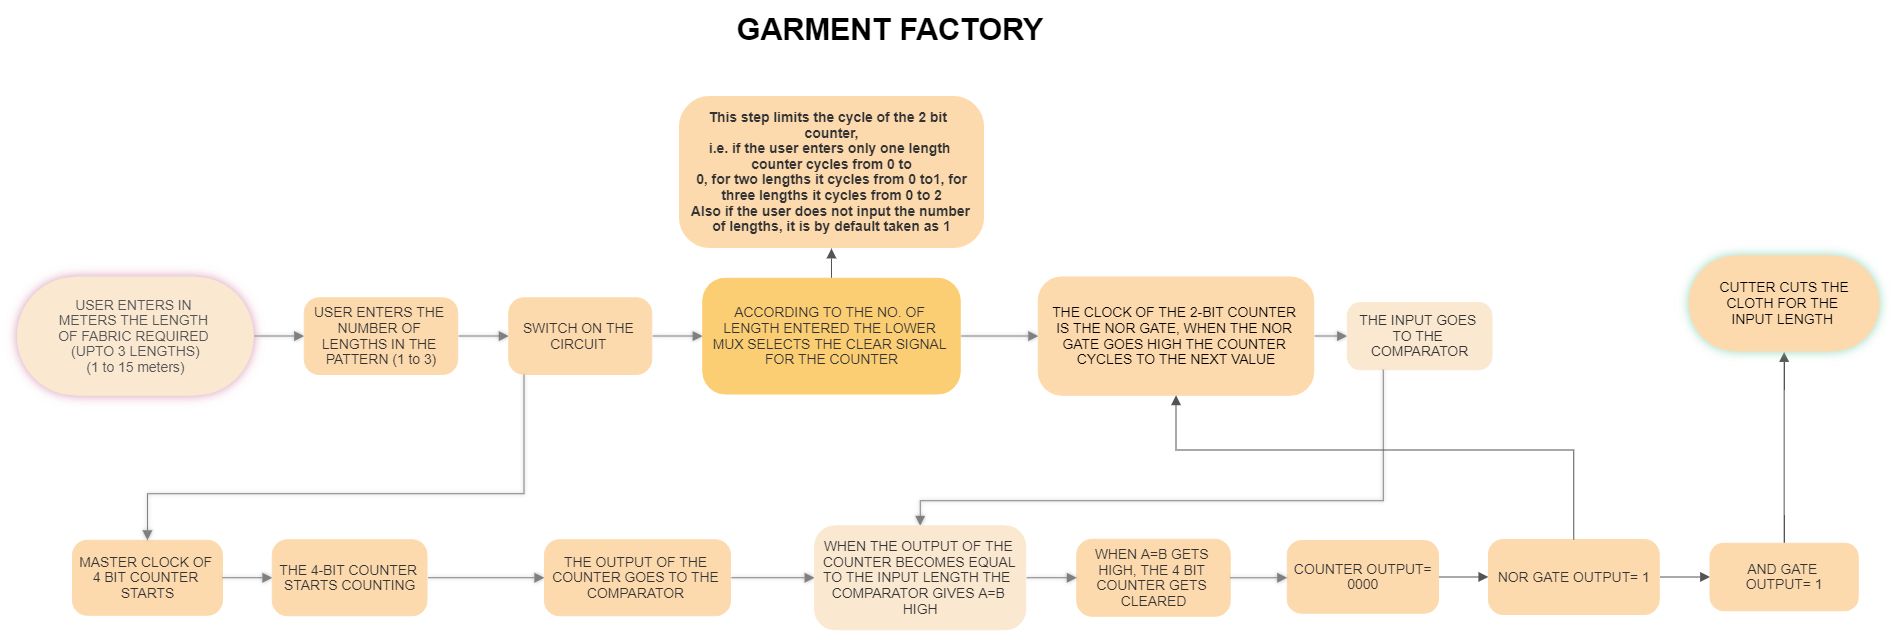 GARMENT FACTORY
This step limits the cycle of the 2 bit
counter,
i.e. if the user enters only one length
counter cycles from 0 to
0, for two lengths it cycles from 0 to1, for
three lengths it cycles from 0 to 2
Also if the user does not input the number
of lengths, it is by default taken as 1
USER ENTERS IN
METERS THE LENGTH
OF FABRIC REQUIRED
(UPTO 3 LENGTHS)
(1 to 15 meters)
USER ENTERS THE
NUMBER OF
LENGTHS IN THE
PATTERN (1 to 3)
SWITCH ON THE
CIRCUIT
ACCORDING TO THE NO. OF
LENGTH ENTERED THE LOWER
MUX SELECTS THE CLEAR SIGNAL
FOR THE COUNTER
THE CLOCK OF THE 2-BIT COUNTER
IS THE NOR GATE, WHEN THE NOR
GATE GOES HIGH THE COUNTER
CYCLES TO THE NEXT VALUE
THE INPUT GOES
TO THE
COMPARATOR
CUTTER CUTS THE
CLOTH FOR THE
INPUT LENGTH
MASTER CLOCK OF
4 BIT COUNTER
STARTS
THE 4-BIT COUNTER
STARTS COUNTING
THE OUTPUT OF THE
COUNTER GOES TO THE
COMPARATOR
WHEN THE OUTPUT OF THE
COUNTER BECOMES EQUAL
TO THE INPUT LENGTH THE
COMPARATOR GIVES A=B
HIGH
WHEN A=B GETS
HIGH, THE 4 BIT
COUNTER GETS
CLEARED
COUNTER OUTPUT=
0000
NOR GATE OUTPUT= 1
AND GATE
OUTPUT= 1